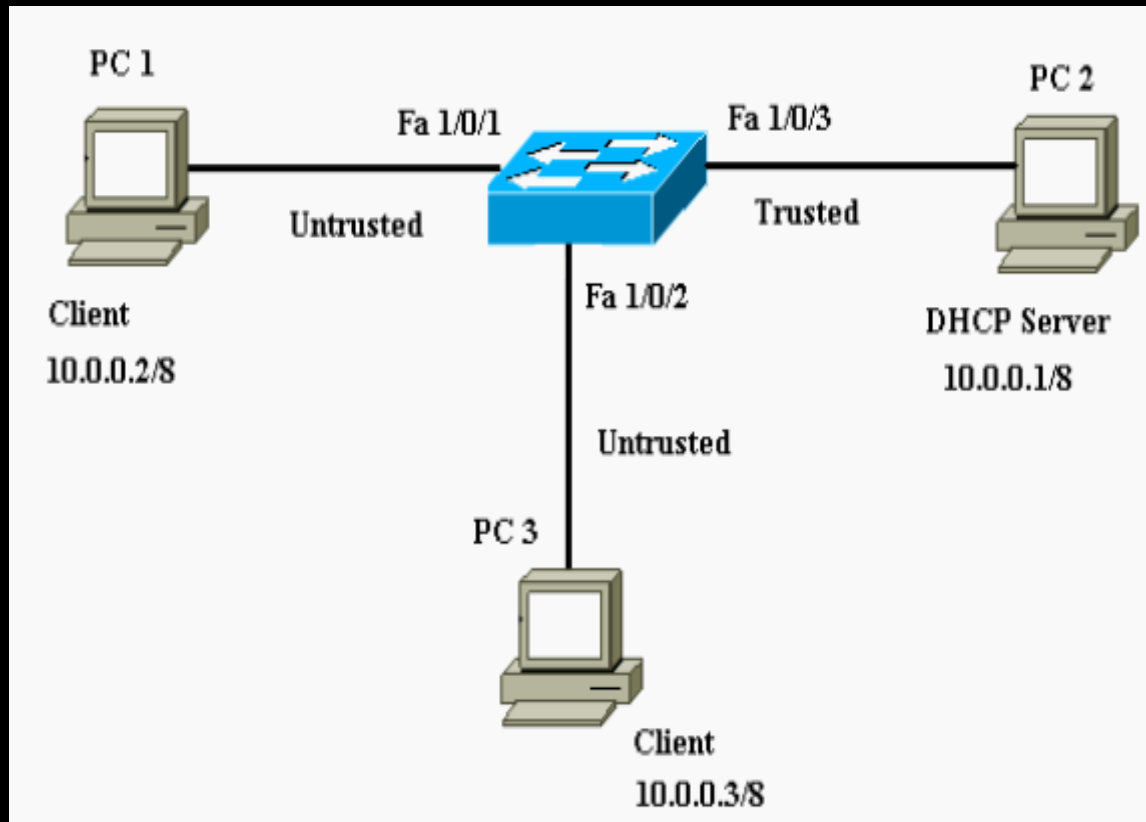 PC 1
PC 2
Fa 1/0/1
Fa 1/0/3
Untrusted
Trusted
Fa 1/0/2
Client
10.0.0.2/8
DHCP Server
10.0.0.1/8
Untrusted
PC 3
Client
10.0.0.3/8